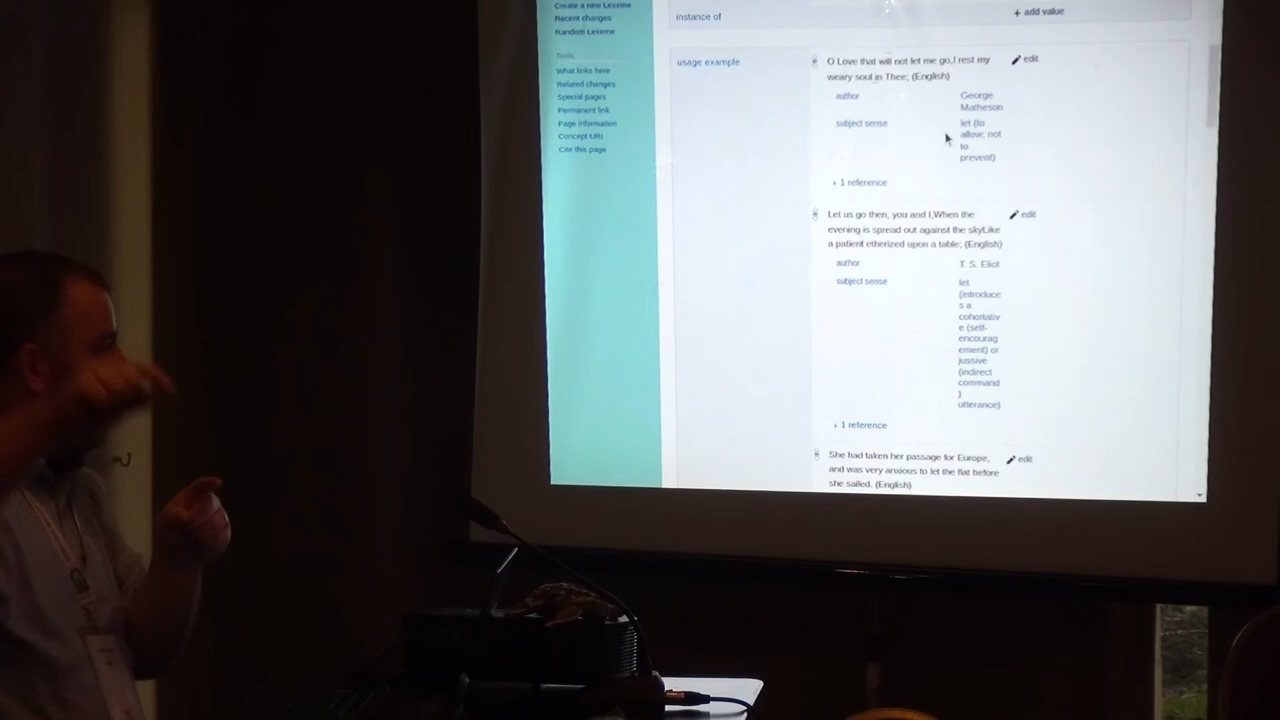 Create a new Lexeme
Recent changes
Random Lexeme
Tools
What links here
Related changes
Special pages
Permanent link
Page information
Concept URI
Cite this page
instance of
+ add value
usage example
O Love that will not let me go,I rest my
weary soul in Thee; (English)
edit
author
George
Matheson
subject sense
let (to
allow; not
to
prevent)
1 reference
Let us go then, you and I,When the
evening is spread out against the skyLike
a patient etherized upon a table; (English)
edit
author
T. S. Eliot
subject sense
let
(introduce
s a
cohortativ
e (self-
encourag
ement) or
jussive
(indirect
command
)
utterance)
1 reference
She had taken her passage for Europe,
and was very anxious to let the flat before
she sailed. (English)
edit